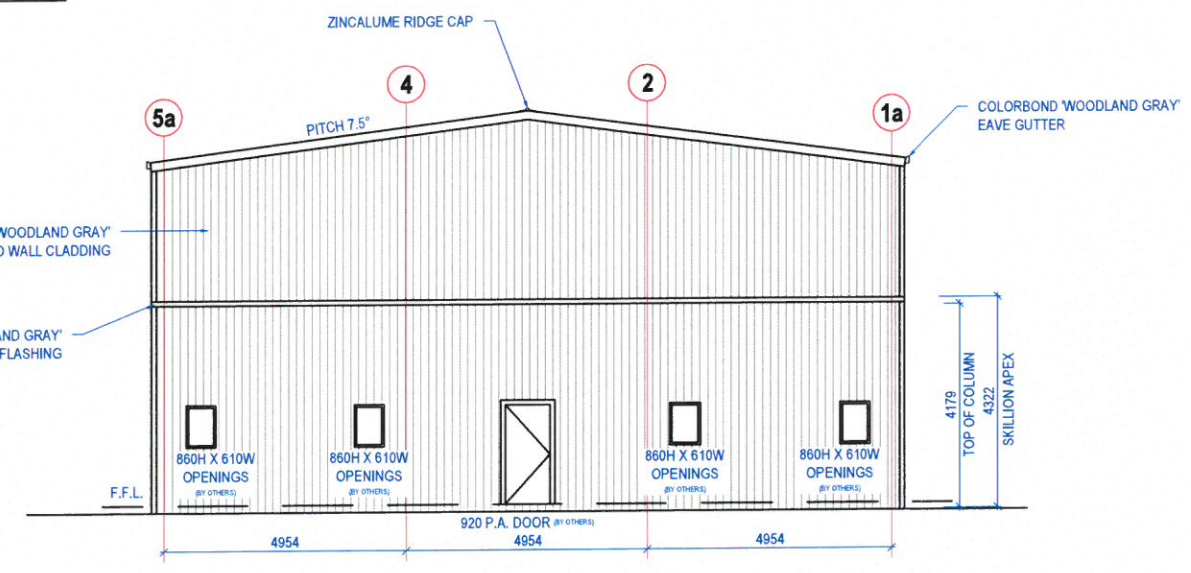 ZINCALUME RIDGE CAP
5a
4
2
1a
PITCH 7.5°
COLORBOND 'WOODLAND GRAY'
EAVE GUTTER
WOODLAND GRAY'
WALL CLADDING
GRAY'
FLASHING
4179
TOP OF COLUMN
4322
SKILLION APEX
860H X 610W
OPENINGS
(BY OTHERS)
860H X 610W
OPENINGS
(BY OTHERS)
860H X 610W
OPENINGS
(BY OTHERS)
860H X 610W
OPENINGS
(BY OTHERS)
F.F.L.
920 P.A. DOOR (BY OTHERS)
4954
4954
4954